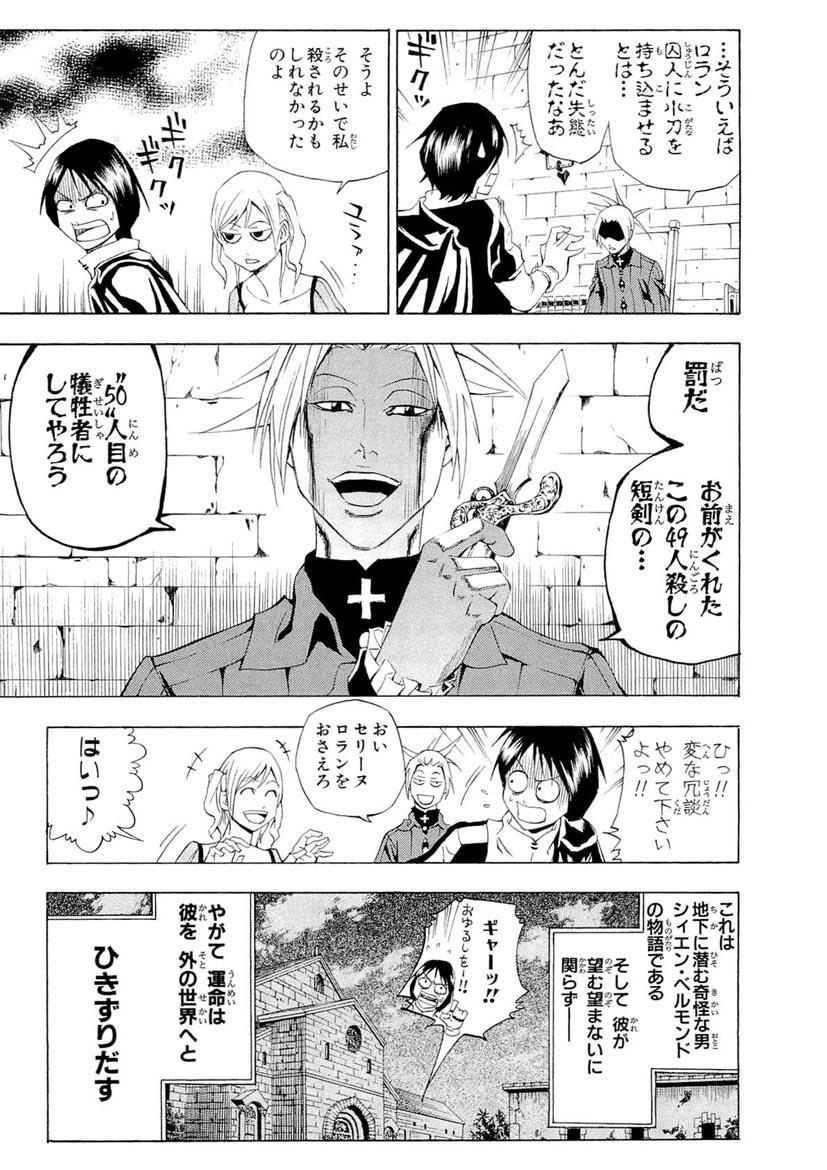 …そういえば
ロラン
囚人に小刀を
持ち込ませる
とは…
とんだ失態
だったなあ
ギクッ
そうよ
そのせいで私
殺されるかも
しれなかった
のよ
ユラァ…
ギクギクッ
罰だ
お前がくれた
この49人殺しの
短剣の…
"50"人目の
犠牲者に
してやろう
ひっ!!
変な冗談
やめて下さい
よっ!!
おい
セリーヌ
ロランを
おさえろ
はいっ♪
これは
地下に潜む奇怪な男
シィエン・ベルモンド
の物語である
そして 彼が
望む望まないに
関らず――
ギャーッ!!
おゆるしをー!!
やがて 運命は
彼を 外の世界へと
ひきずりだす